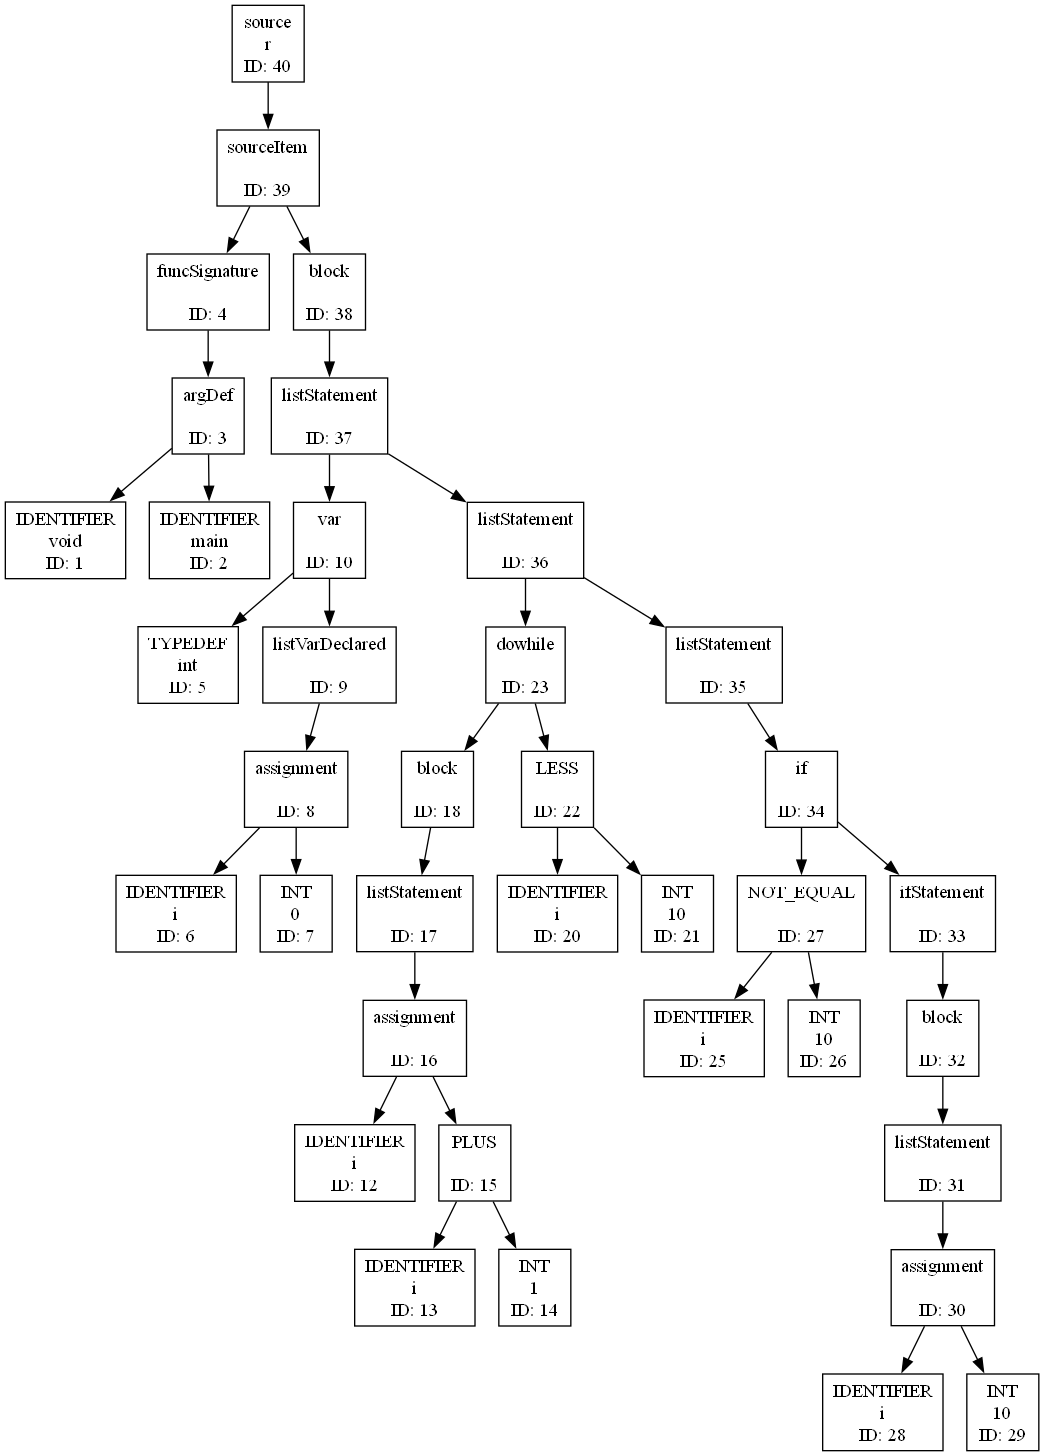 source
r
ID: 40
sourceItem
ID: 39
funcSignature
ID: 4
block
ID: 38
argDef
ID: 3
listStatement
ID: 37
IDENTIFIER
void
ID: 1
IDENTIFIER
main
ID: 2
var
ID: 10
listStatement
ID: 36
TYPEDEF
int
ID: 5
listVarDeclared
ID: 9
dowhile
ID: 23
listStatement
ID: 35
assignment
ID: 8
block
ID: 18
LESS
ID: 22
if
ID: 34
IDENTIFIER
i
ID: 6
INT
0
ID: 7
listStatement
ID: 17
IDENTIFIER
i
ID: 20
INT
10
ID: 21
NOT_EQUAL
ID: 27
ifStatement
ID: 33
assignment
ID: 16
IDENTIFIER
i
ID: 25
INT
10
ID: 26
block
ID: 32
IDENTIFIER
i
ID: 12
PLUS
ID: 15
listStatement
ID: 31
IDENTIFIER
i
ID: 13
INT
1
ID: 14
assignment
ID: 30
IDENTIFIER
i
ID: 28
INT
10
ID: 29